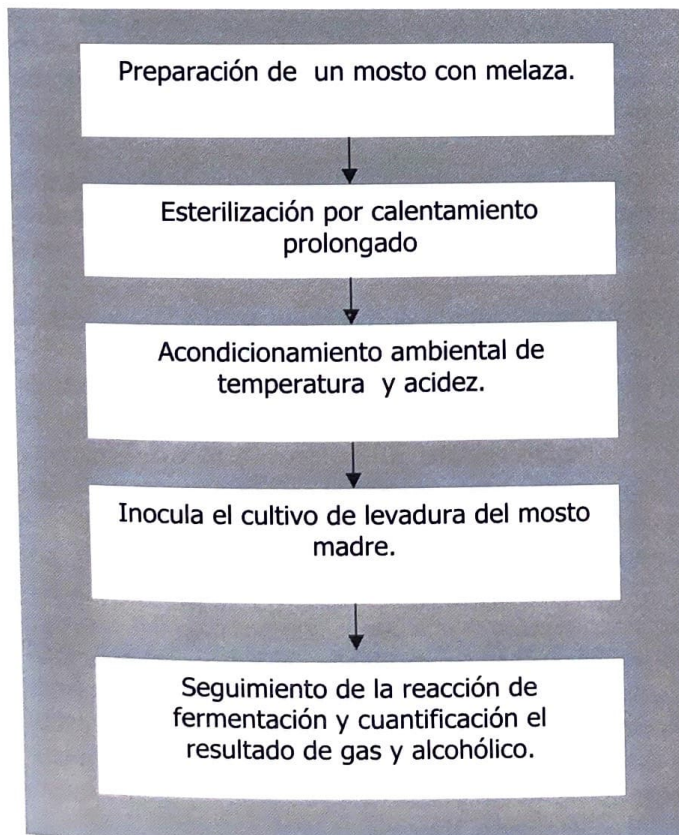 Preparación de un mosto con melaza.
Esterilización por calentamiento
prolongado
Acondicionamiento ambiental de
temperatura y acidez.
Inocula el cultivo de levadura del mosto
madre.
Seguimiento de la reacción de
fermentación y cuantificación el
resultado de gas y alcohólico.